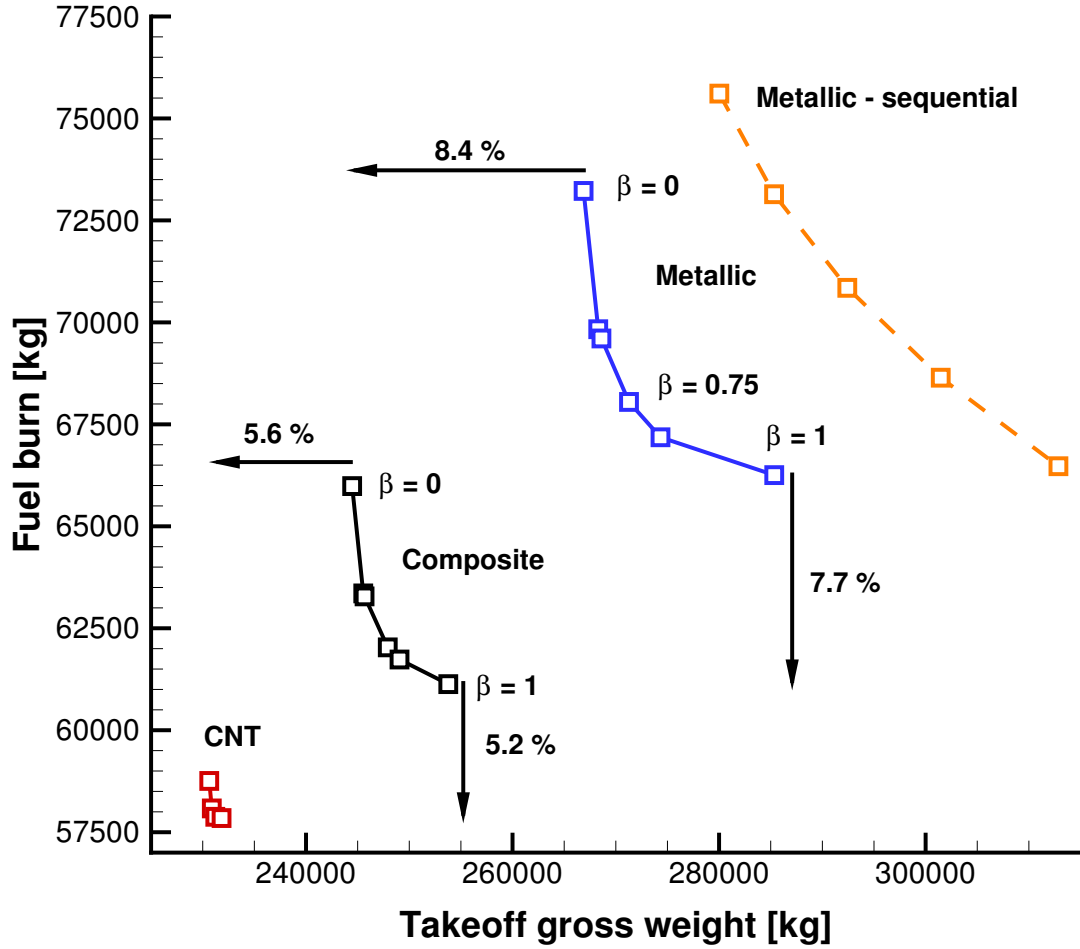 77500
75000
72500
70000
67500
65000
62500
60000
57500
Fuel burn [kg]
Metallic - sequential
8.4 %
β = 0
Metallic
β = 0.75
β = 1
5.6 %
β = 0
Composite
7.7 %
β = 1
5.2 %
CNT
240000
260000
280000
300000
Takeoff gross weight [kg]